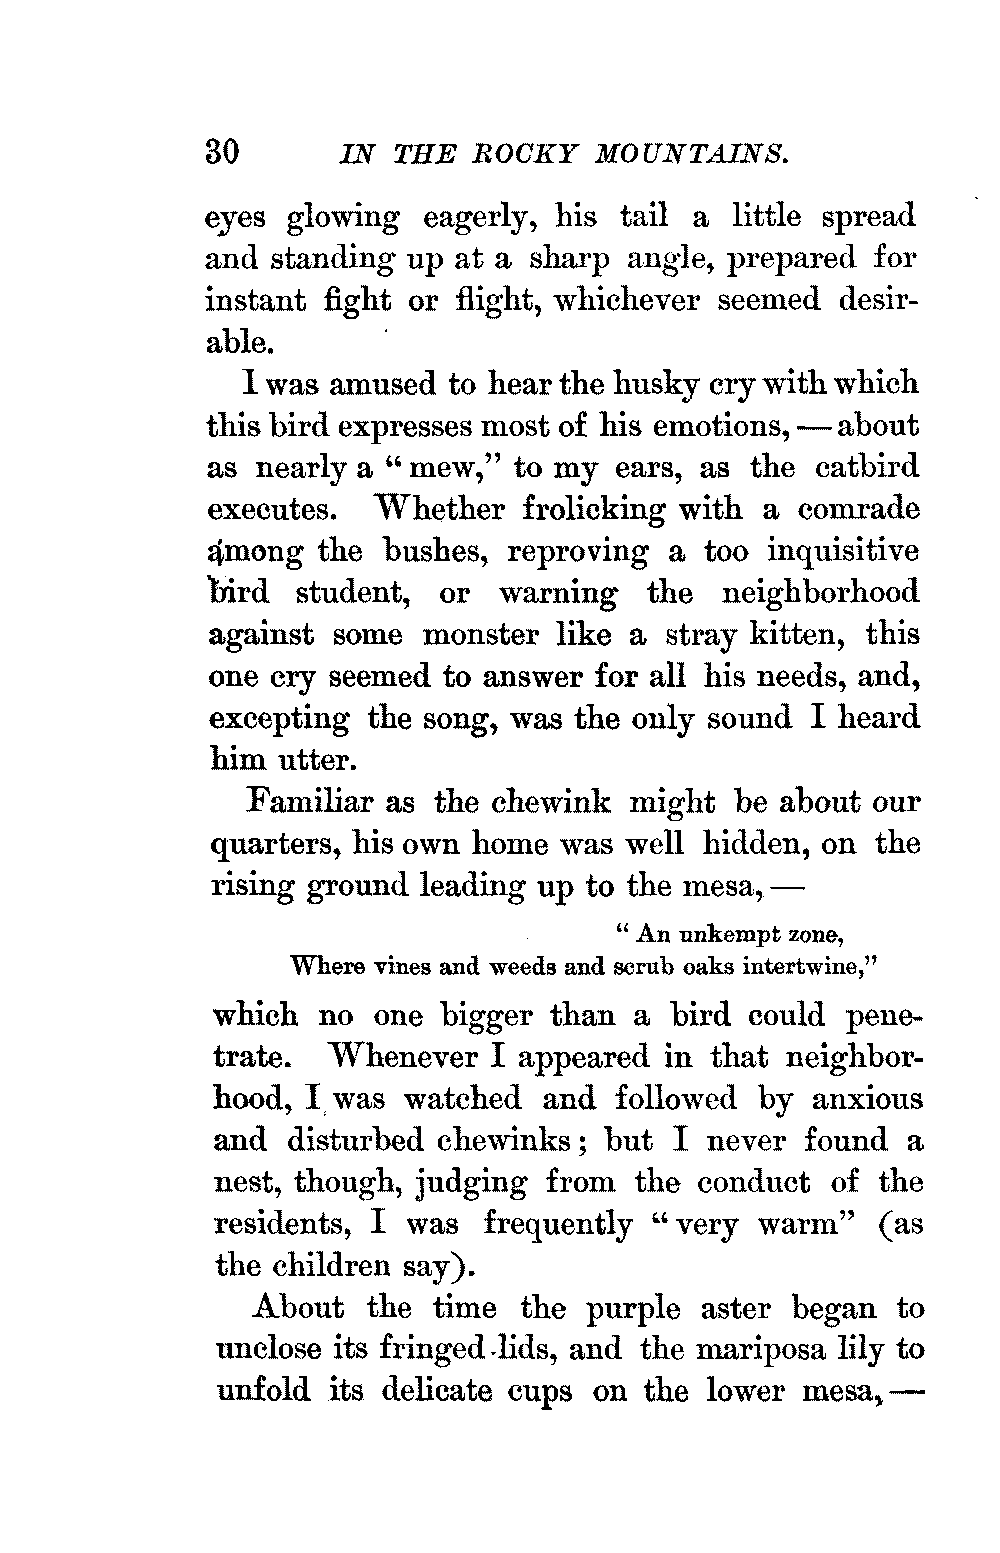 30 IN THE ROCKY MOUNTAINS.
eyes glowing eagerly, his tail a little spread
and standing up at a sharp angle, prepared for
instant fight or flight, whichever seemed desir-
able.
I was amused to hear the husky cry with which
this bird expresses most of his emotions, — about
as nearly a “ mew,” to my ears, as the catbird
executes. Whether frolicking with a comrade
among the bushes, reproving a too inquisitive
bird student, or warning the neighborhood
against some monster like a stray kitten, this
one cry seemed to answer for all his needs, and,
excepting the song, was the only sound I heard
him utter.
Familiar as the chewink might be about our
quarters, his own home was well hidden, on the
rising ground leading up to the mesa, —
“ An unkempt zone,
Where vines and weeds and scrub oaks intertwine,”
which no one bigger than a bird could pene-
trate. Whenever I appeared in that neighbor-
hood, I was watched and followed by anxious
and disturbed chewinks ; but I never found a
nest, though, judging from the conduct of the
residents, I was frequently “ very warm” (as
the children say).
About the time the purple aster began to
unclose its fringed lids, and the mariposa lily to
unfold its delicate cups on the lower mesa, —